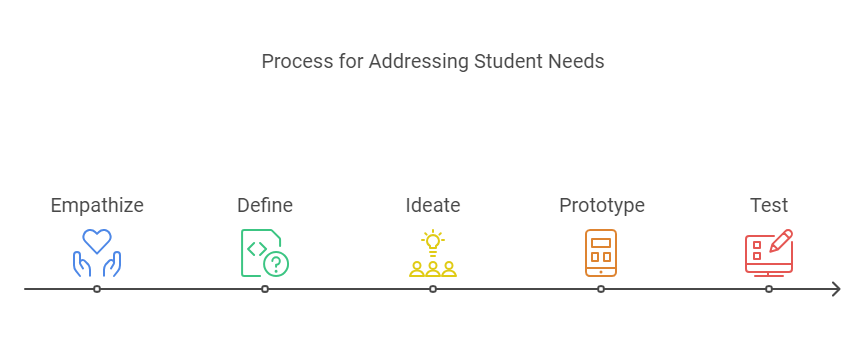 Process for Addressing Student Needs
Empathize
Define
Ideate
Prototype
Test